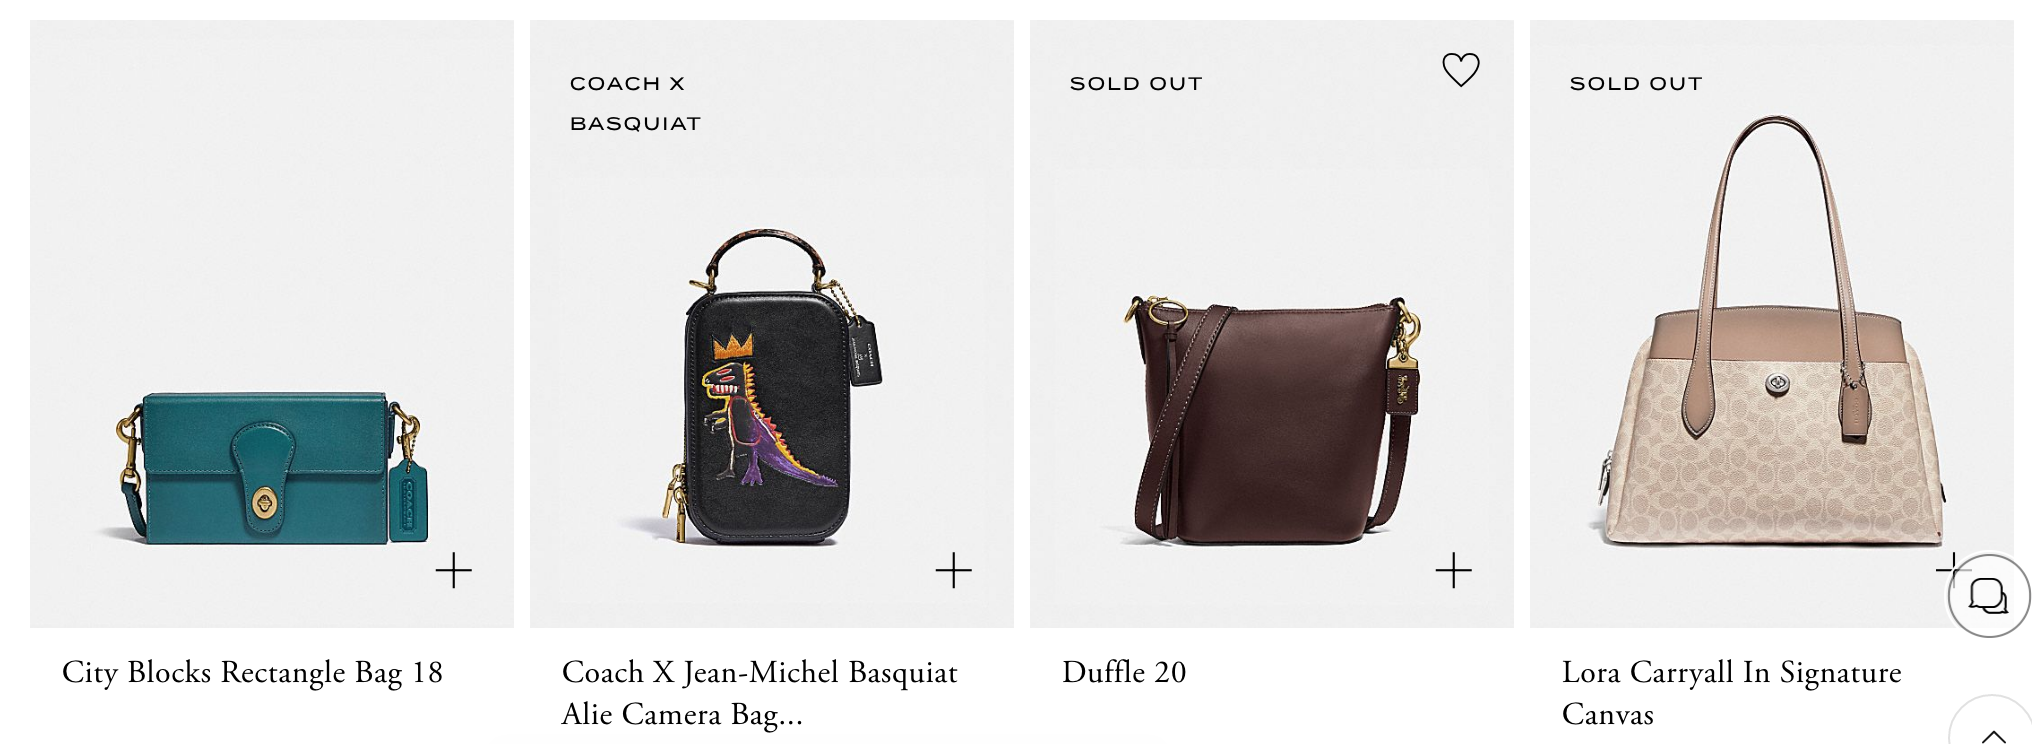 COACH X
BASQUIAT
SOLD OUT
SOLD OUT
COACH
City Blocks Rectangle Bag 18
Coach X Jean-Michel Basquiat
Alie Camera Bag...
Duffle 20
Lora Carryall In Signature
Canvas